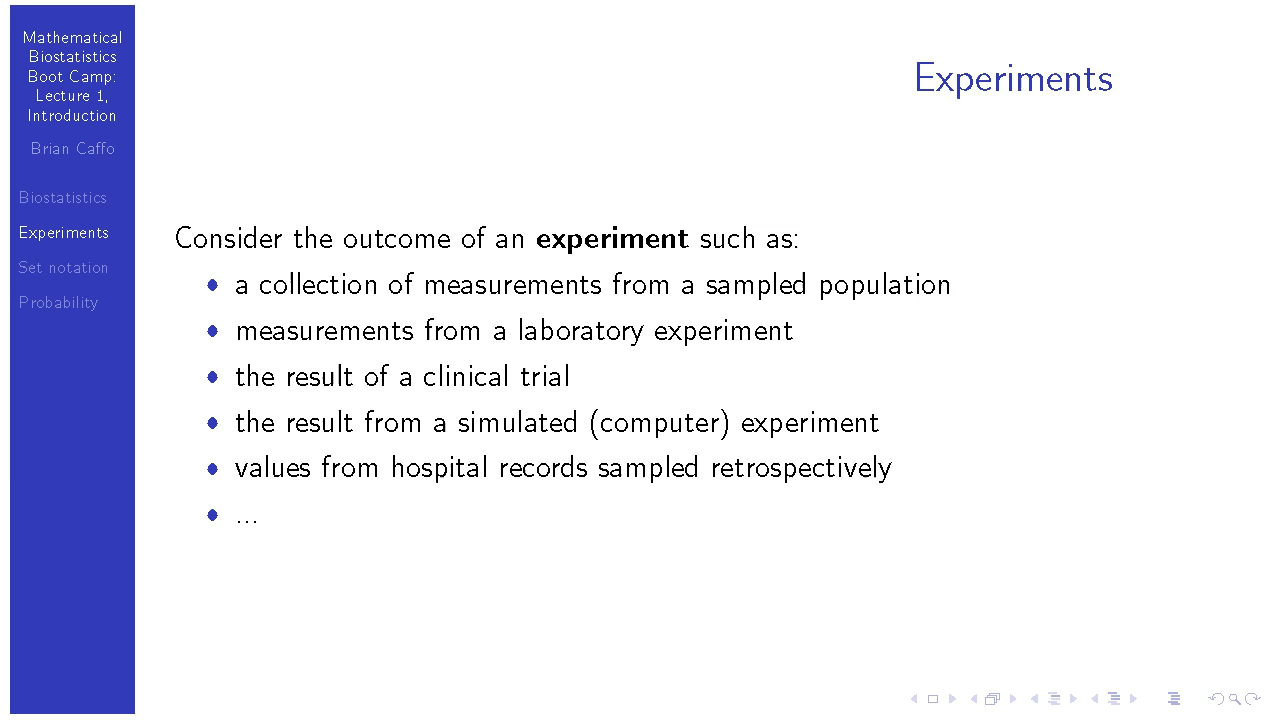 Mathematical
Biostatistics
Boot Camp:
Lecture 1,
Introduction
Brian Caffo
Biostatistics
Experiments
Set notation
Probability
Experiments
Consider the outcome of an experiment such as:
• a collection of measurements from a sampled population
• measurements from a laboratory experiment
• the result of a clinical trial
• the result from a simulated (computer) experiment
• values from hospital records sampled retrospectively
• ...